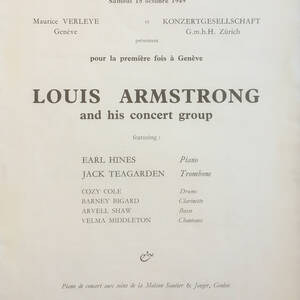 Samedi 15 octobre 1949
Maurice VERLEYE et KONZERTGESELLSCHAFT
Genève G.m.b.H. Zürich
présentent
pour la première fois à Genève
LOUIS ARMSTRONG
and his concert group
featuring :
EARL HINES Piano
JACK TEAGARDEN Trombone
COZY COLE Drums
BARNEY BIGARD Clarinette
ARVELL SHAW Bass
VELMA MIDDLETON Chanteuse
Piano de concert aux soins de la Maison Sautier & Jaeger, Genève